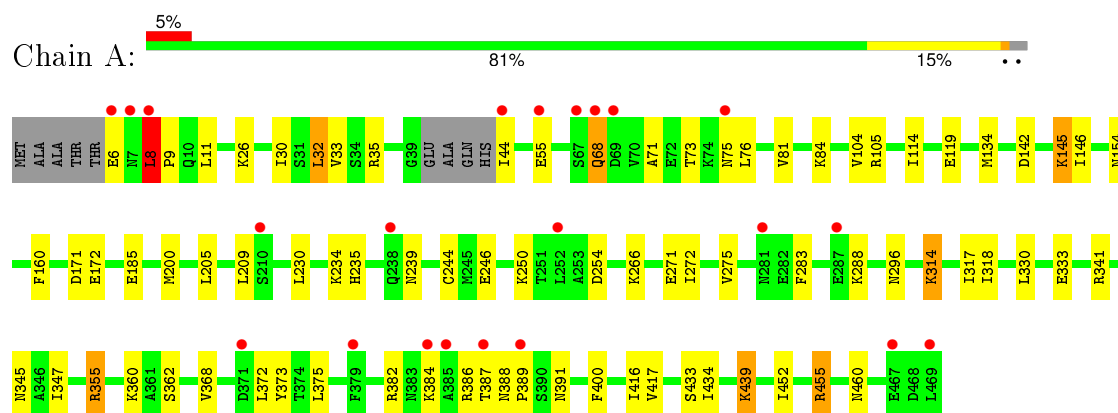 5%
Chain A:
81% 15% • •
MET ALA ALA THR THR E6 N7 L8 P9 Q10 L11 K26 I30 S31 L32 V33 S34 R35 G39 GLU ALA GLN HIS I44 E55 S67 Q68 D69 V70 A71 E72 T73 K74 N75 L76 V81 K84 V104 R105 I114 E119 M134 D142 K145 I146 N154
F160 D171 E172 E185 M200 L205 L209 S210 L230 K234 H235 Q238 N239 C244 M245 E246 K250 T251 L252 A253 D254 K266 E271 I272 V275 N281 E282 F283 E287 K288 N296 K314 I317 I318 L330 E333 R341
N345 A346 I347 R355 K360 A361 S362 V368 D371 L372 Y373 T374 L375 F379 R382 N383 K384 A385 R386 T387 N388 P389 S390 N391 F400 I416 V417 S433 I434 K439 I452 R455 N460 E467 D468 L469